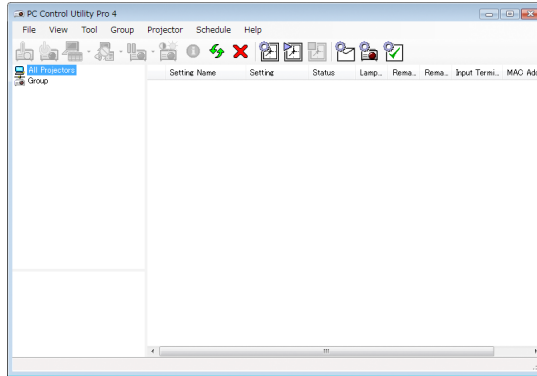 PC Control Utility Pro 4
File View Tool Group Projector Schedule Help
All Projectors
Group
Setting Name Setting Status Lamp... Rema... Rema... Input Termi... MAC Add